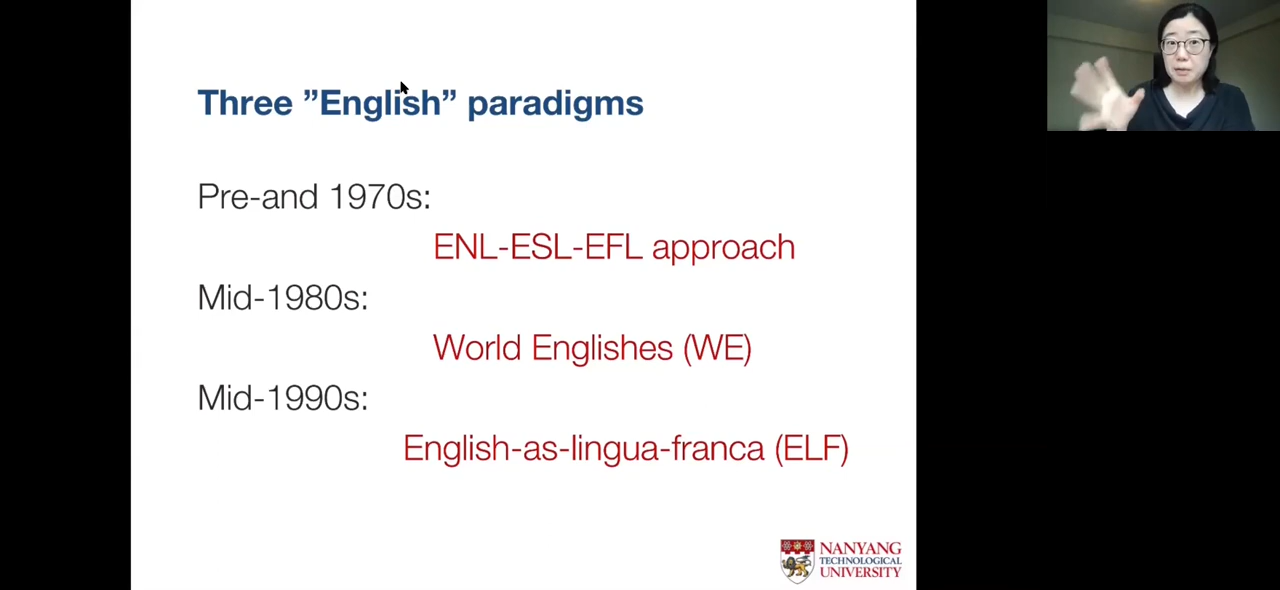 Three ”English” paradigms
Pre-and 1970s:
ENL-ESL-EFL approach
Mid-1980s:
World Englishes (WE)
Mid-1990s:
English-as-lingua-franca (ELF)
NANYANG
TECHNOLOGICAL
UNIVERSITY